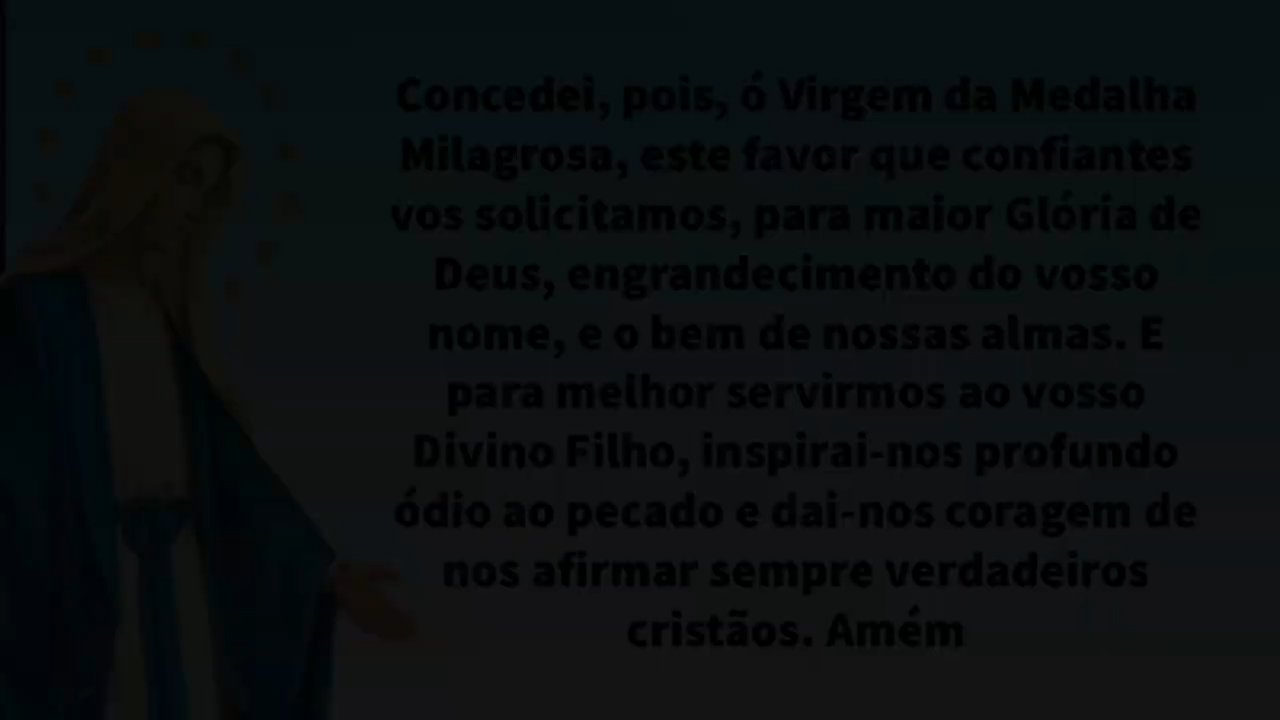 Concedei, pois, ó Virgem da Medalha
Milagrosa, este favor que confiantes
vos solicitamos, para maior Glória de
Deus, engrandecimento do vosso
nome, e o bem de nossas almas. E
para melhor servirmos ao vosso
Divino Filho, inspirai-nos profundo
ódio ao pecado e dai-nos coragem de
nos afirmar sempre verdadeiros
cristãos. Amém